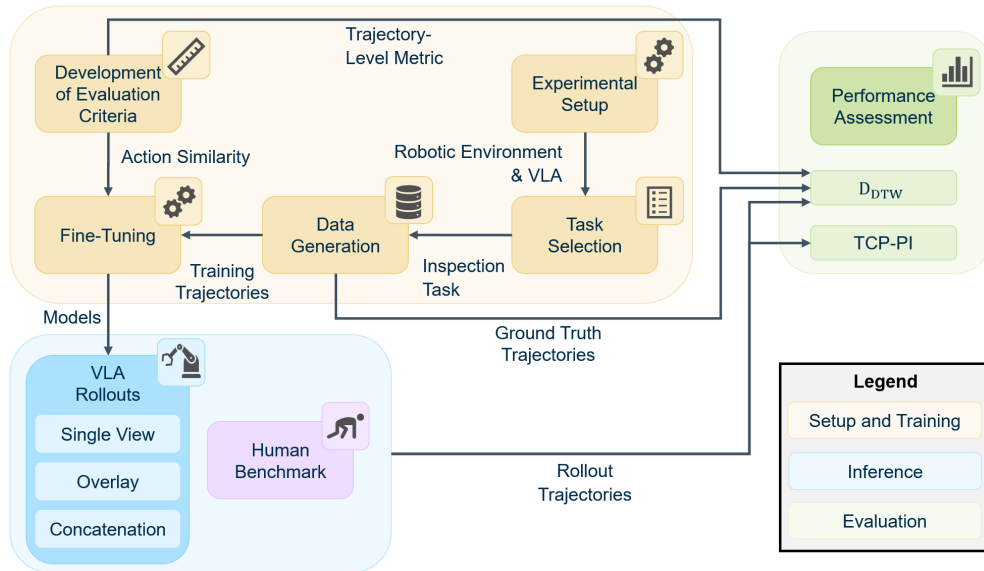 Trajectory-
Level Metric
Development
of Evaluation
Criteria
Experimental
Setup
Performance
Assessment
Action Similarity
Robotic Environment
& VLA
D_DTW
Fine-Tuning
Data
Generation
Task
Selection
TCP-PI
Training
Trajectories
Inspection
Task
Models
Ground Truth
Trajectories
VLA
Rollouts
Single View
Overlay
Concatenation
Human
Benchmark
Rollout
Trajectories
Legend
Setup and Training
Inference
Evaluation